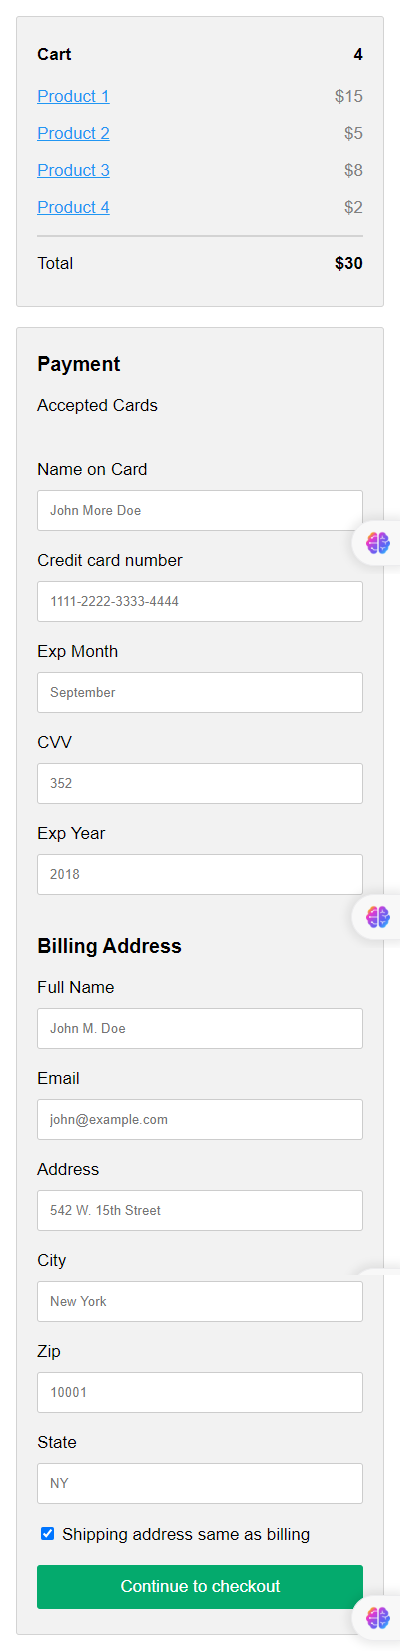 Cart 4
Product 1 $15
Product 2 $5
Product 3 $8
Product 4 $2
Total $30
Payment
Accepted Cards
Name on Card
John More Doe
Credit card number
1111-2222-3333-4444
Exp Month
September
CVV
352
Exp Year
2018
Billing Address
Full Name
John M. Doe
Email
john@example.com
Address
542 W. 15th Street
City
New York
Zip
10001
State
NY
Shipping address same as billing
Continue to checkout